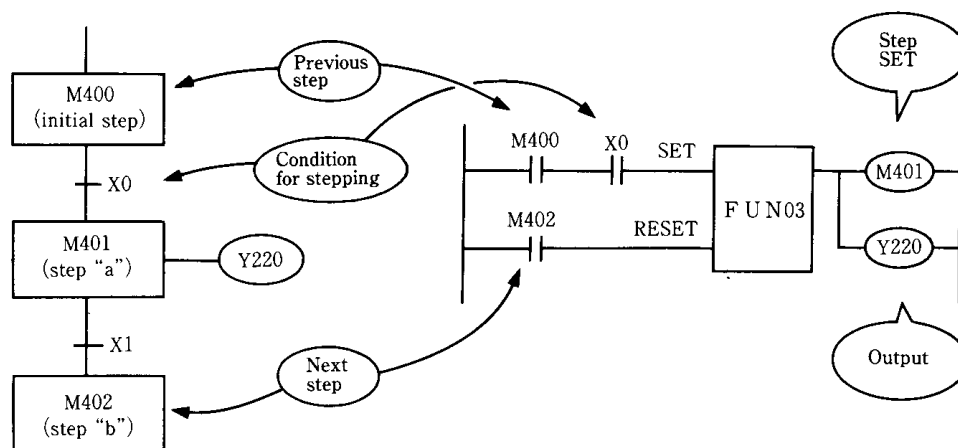 M400
(initial step)
X0
M401
(step "a")
Y220
X1
M402
(step "b")
Previous
step
Condition
for stepping
Next
step
M400
X0
SET
M402
RESET
FUN03
M401
Y220
Step
SET
Output